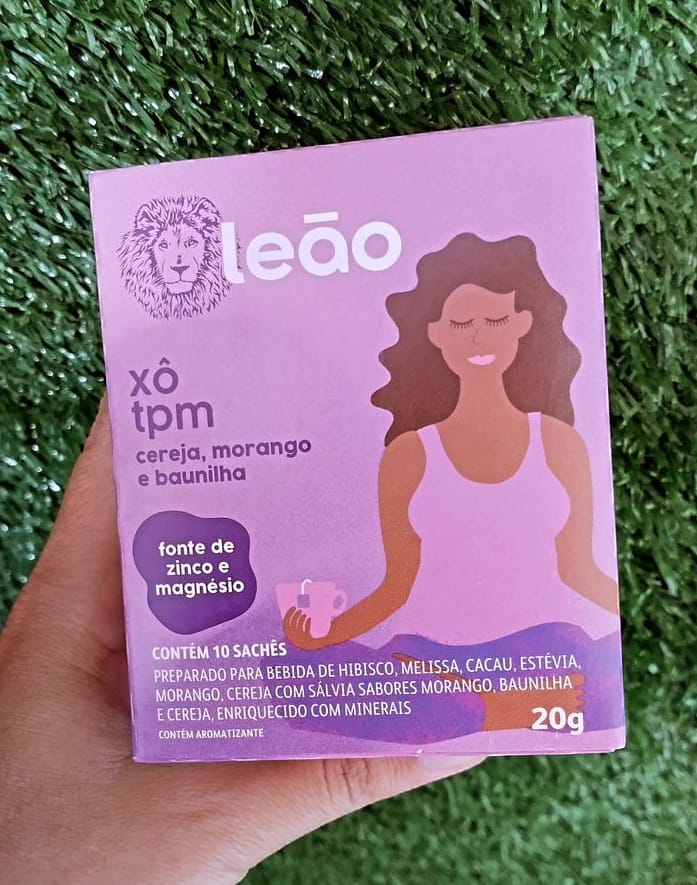 leão
xô
tpm
cereja, morango
e baunilha
fonte de
zinco e
magnésio
CONTÉM 10 SACHÊS
PREPARADO PARA BEBIDA DE HIBISCO, MELISSA, CACAU, ESTÉVIA,
MORANGO, CEREJA COM SÁLVIA SABORES MORANGO, BAUNILHA
E CEREJA, ENRIQUECIDO COM MINERAIS
CONTÉM AROMATIZANTE
20g